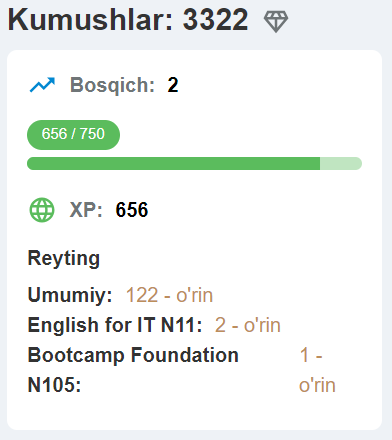 Kumushlar: 3322
Bosqich: 2
656 / 750
XP: 656
Reyting
Umumiy: 122 - o'rin
English for IT N11: 2 - o'rin
Bootcamp Foundation 1 -
N105: o'rin